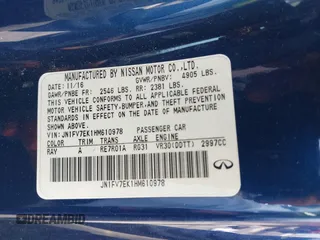 MANUFACTURED BY NISSAN MOTOR CO.,LTD.
DATE: 11/16 GVWR/PNBV: 4905 LBS.
GAWR/PNBE FR: 2546 LBS. RR: 2381 LBS.
THIS VEHICLE CONFORMS TO ALL APPLICABLE FEDERAL
MOTOR VEHICLE SAFETY-BUMPER-AND THEFT PREVENTION
STANDARDS IN EFFECT ON THE DATE OF MANUFACTURE
SHOWN ABOVE.
VIN: JN1FV7EK1HM610978 PASSENGER CAR
COLOR TRIM TRANS AXLE ENGINE
RAY A RE7R01A RG31 VR30(DDTT) 2997CC
INFINITI
JN1FV7EK1HM610978
DREAMBID